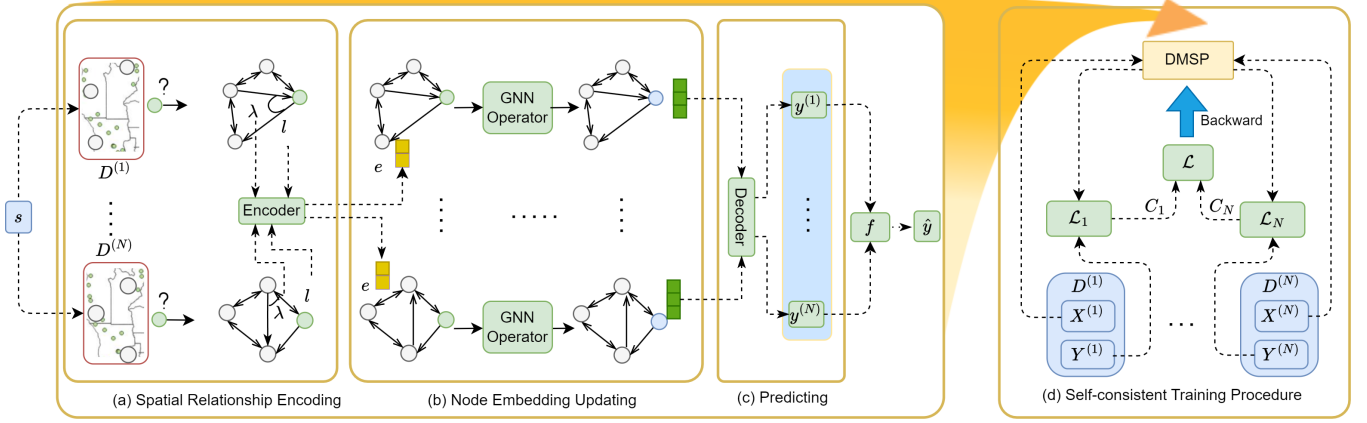 s
?
D^{(1)}
⋮
D^{(N)}
?
λ
l
Encoder
λ
l
(a) Spatial Relationship Encoding
e
GNN
Operator
⋮
.....
⋮
e
GNN
Operator
(b) Node Embedding Updating
Decoder
y^{(1)}
⋮
y^{(N)}
f
ŷ
(c) Predicting
DMSP
Backward
ℒ
C_1
C_N
ℒ_1
ℒ_N
D^{(1)}
X^{(1)}
Y^{(1)}
...
D^{(N)}
X^{(N)}
Y^{(N)}
(d) Self-consistent Training Procedure